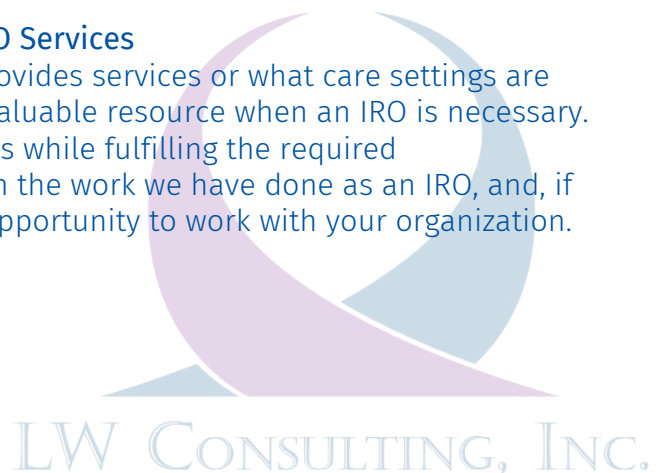 O Services
ovides services or what care settings are
aluable resource when an IRO is necessary.
s while fulfilling the required
n the work we have done as an IRO, and, if
pportunity to work with your organization.
LW CONSULTING, INC.